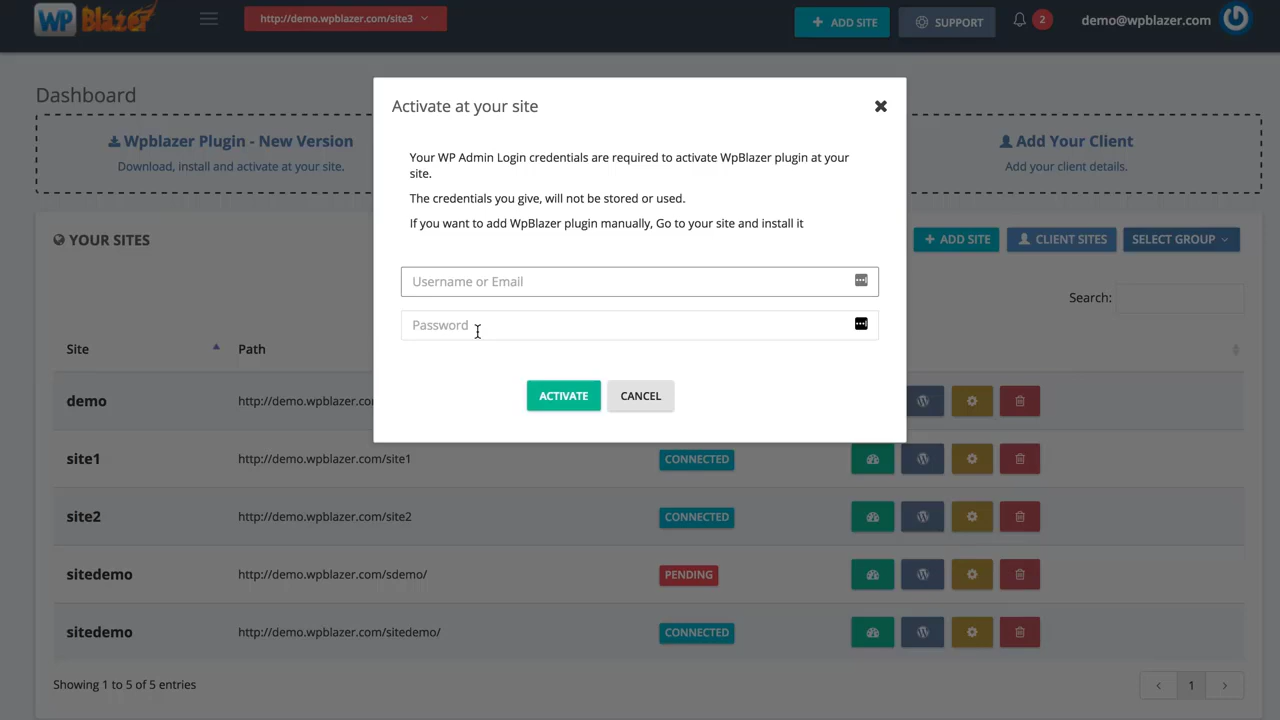 WP Blazer
http://demo.wpblazer.com/site3
ADD SITE
SUPPORT
2
demo@wpblazer.com
Dashboard
Wpblazer Plugin - New Version
Download, install and activate at your site.
Add Your Client
Add your client details.
Activate at your site
Your WP Admin Login credentials are required to activate WpBlazer plugin at your
site.
The credentials you give, will not be stored or used.
If you want to add WpBlazer plugin manually, Go to your site and install it
Username or Email
Password
ACTIVATE
CANCEL
YOUR SITES
ADD SITE
CLIENT SITES
SELECT GROUP
Search:
Site
Path
demo
http://demo.wpblazer.co
site1
http://demo.wpblazer.com/site1
CONNECTED
site2
http://demo.wpblazer.com/site2
CONNECTED
sitedemo
http://demo.wpblazer.com/sdemo/
PENDING
sitedemo
http://demo.wpblazer.com/sitedemo/
CONNECTED
Showing 1 to 5 of 5 entries
1